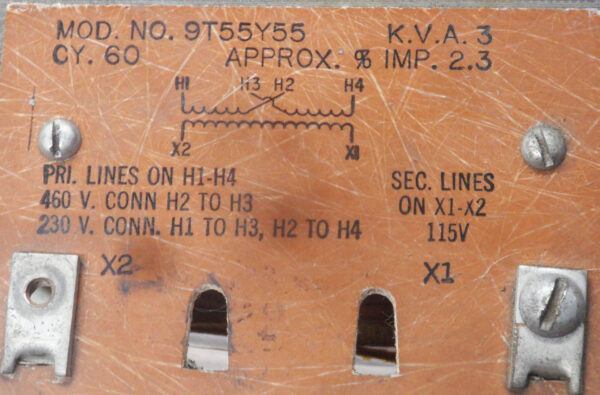 MOD. NO. 9T55Y55 K.V.A. 3
CY. 60 APPROX. % IMP. 2.3
H1 H3 H2 H4
X2 X1
PRI. LINES ON H1-H4
460 V. CONN H2 TO H3
230 V. CONN. H1 TO H3, H2 TO H4
SEC. LINES
ON X1-X2
115V
X2 X1